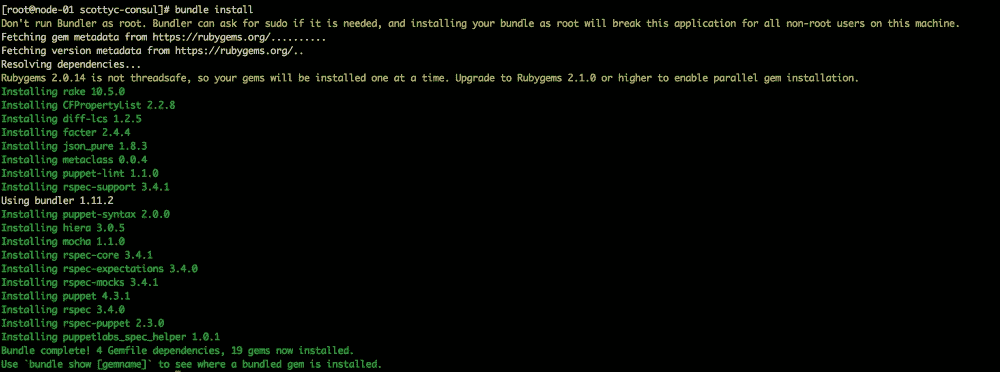 [root@node-01 scottyc-consul]# bundle install
Don't run Bundler as root. Bundler can ask for sudo if it is needed, and installing your bundle as root will break this application for all non-root users on this machine.
Fetching gem metadata from https://rubygems.org/..........
Fetching version metadata from https://rubygems.org/..
Resolving dependencies...
Rubygems 2.0.14 is not threadsafe, so your gems will be installed one at a time. Upgrade to Rubygems 2.1.0 or higher to enable parallel gem installation.
Installing rake 10.5.0
Installing CFPropertyList 2.2.8
Installing diff-lcs 1.2.5
Installing facter 2.4.4
Installing json_pure 1.8.3
Installing metaclass 0.0.4
Installing puppet-lint 1.1.0
Installing rspec-support 3.4.1
Using bundler 1.11.2
Installing puppet-syntax 2.0.0
Installing hiera 3.0.5
Installing mocha 1.1.0
Installing rspec-core 3.4.1
Installing rspec-expectations 3.4.0
Installing rspec-mocks 3.4.1
Installing puppet 4.3.1
Installing rspec 3.4.0
Installing rspec-puppet 2.3.0
Installing puppetlabs_spec_helper 1.0.1
Bundle complete! 4 Gemfile dependencies, 19 gems now installed.
Use `bundle show [gemname]` to see where a bundled gem is installed.